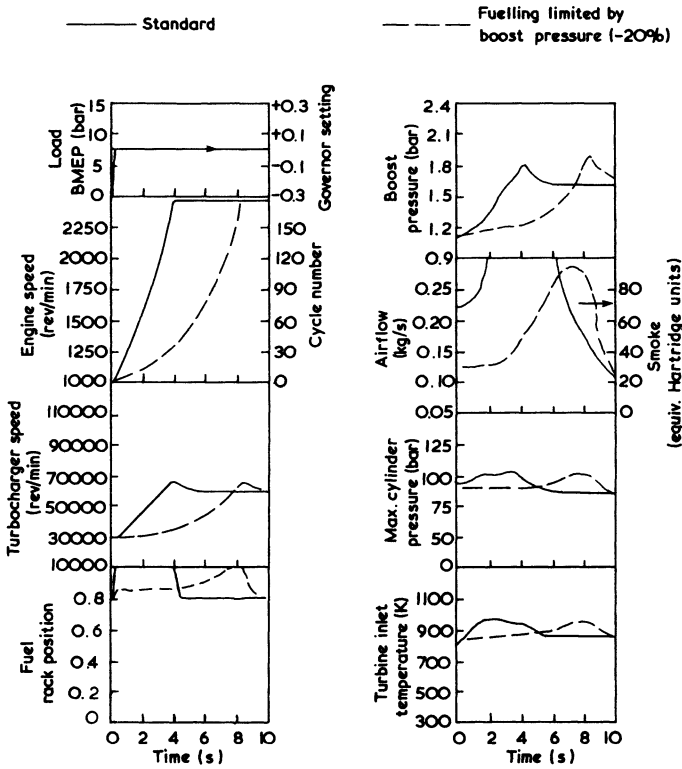 Standard
Fuelling limited by
boost pressure (-20%)
15
10
5
0
Load
BMEP (bar)
+0.3
+0.1
-0.1
-0.3
Governor setting
2250
2000
1750
1500
1250
1000
Engine speed
(rev/min)
150
120
90
60
30
0
Cycle number
110000
90000
70000
50000
30000
10000
Turbocharger speed
(rev/min)
0.8
0.6
0.4
0.2
0
Fuel
rack position
0 2 4 6 8 10
Time (s)
2.4
2.1
1.8
1.5
1.2
0.9
Boost
pressure (bar)
0.25
0.20
0.15
0.10
0.05
Airflow
(kg/s)
80
60
40
20
0
Smoke
(equiv. Hartridge units)
125
100
75
50
0
Max. cylinder
pressure (bar)
1100
900
700
500
300
Turbine inlet
temperature (K)
0 2 4 6 8 10
Time (s)